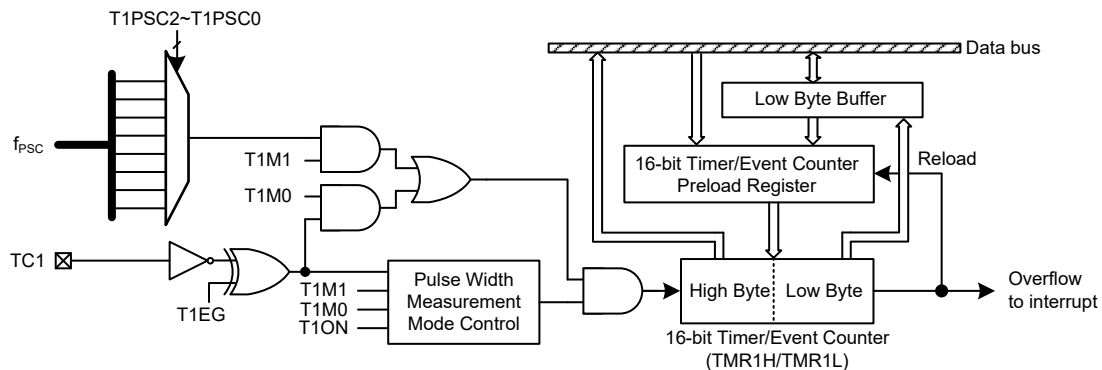 T1PSC2~T1PSC0
Data bus
Low Byte Buffer
fPSC
T1M1
16-bit Timer/Event Counter
Preload Register
Reload
T1M0
TC1
T1EG
T1M1
T1M0
T1ON
Pulse Width
Measurement
Mode Control
High Byte
Low Byte
Overflow
to interrupt
16-bit Timer/Event Counter
(TMR1H/TMR1L)